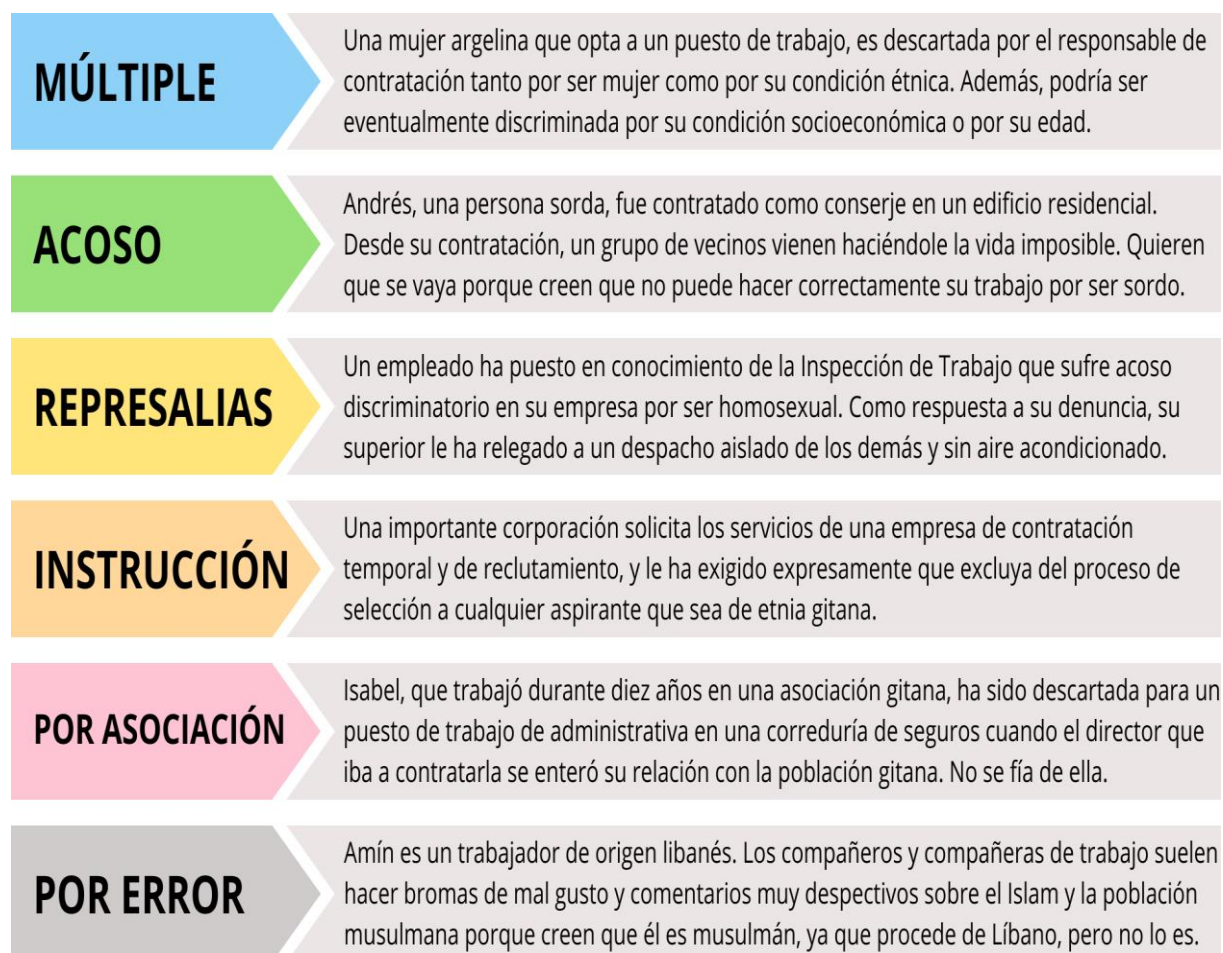 MÚLTIPLE
Una mujer argelina que opta a un puesto de trabajo, es descartada por el responsable de
contratación tanto por ser mujer como por su condición étnica. Además, podría ser
eventualmente discriminada por su condición socioeconómica o por su edad.
ACOSO
Andrés, una persona sorda, fue contratado como conserje en un edificio residencial.
Desde su contratación, un grupo de vecinos vienen haciéndole la vida imposible. Quieren
que se vaya porque creen que no puede hacer correctamente su trabajo por ser sordo.
REPRESALIAS
Un empleado ha puesto en conocimiento de la Inspección de Trabajo que sufre acoso
discriminatorio en su empresa por ser homosexual. Como respuesta a su denuncia, su
superior le ha relegado a un despacho aislado de los demás y sin aire acondicionado.
INSTRUCCIÓN
Una importante corporación solicita los servicios de una empresa de contratación
temporal y de reclutamiento, y le ha exigido expresamente que excluya del proceso de
selección a cualquier aspirante que sea de etnia gitana.
POR ASOCIACIÓN
Isabel, que trabajó durante diez años en una asociación gitana, ha sido descartada para un
puesto de trabajo de administrativa en una correduría de seguros cuando el director que
iba a contratarla se enteró su relación con la población gitana. No se fía de ella.
POR ERROR
Amín es un trabajador de origen libanés. Los compañeros y compañeras de trabajo suelen
hacer bromas de mal gusto y comentarios muy despectivos sobre el Islam y la población
musulmana porque creen que él es musulmán, ya que procede de Líbano, pero no lo es.